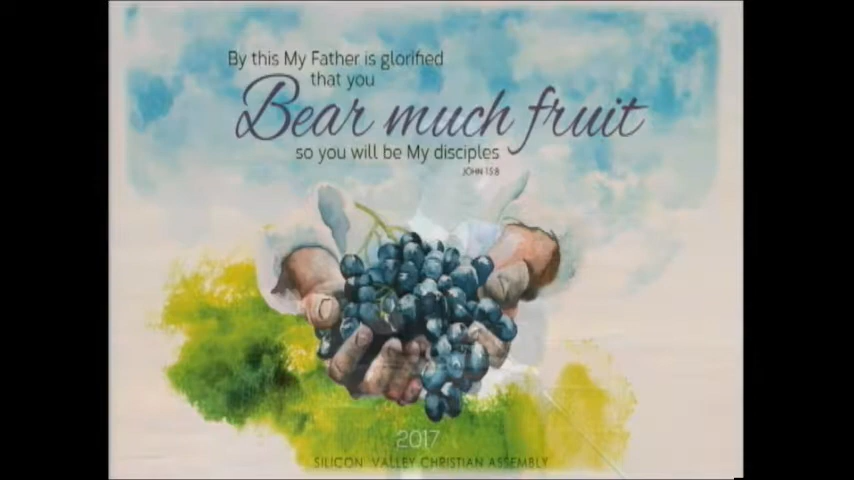 By this My Father is glorified
that you
Bear much fruit
so you will be My disciples
JOHN 15:8
2017
SILICON VALLEY CHRISTIAN ASSEMBLY